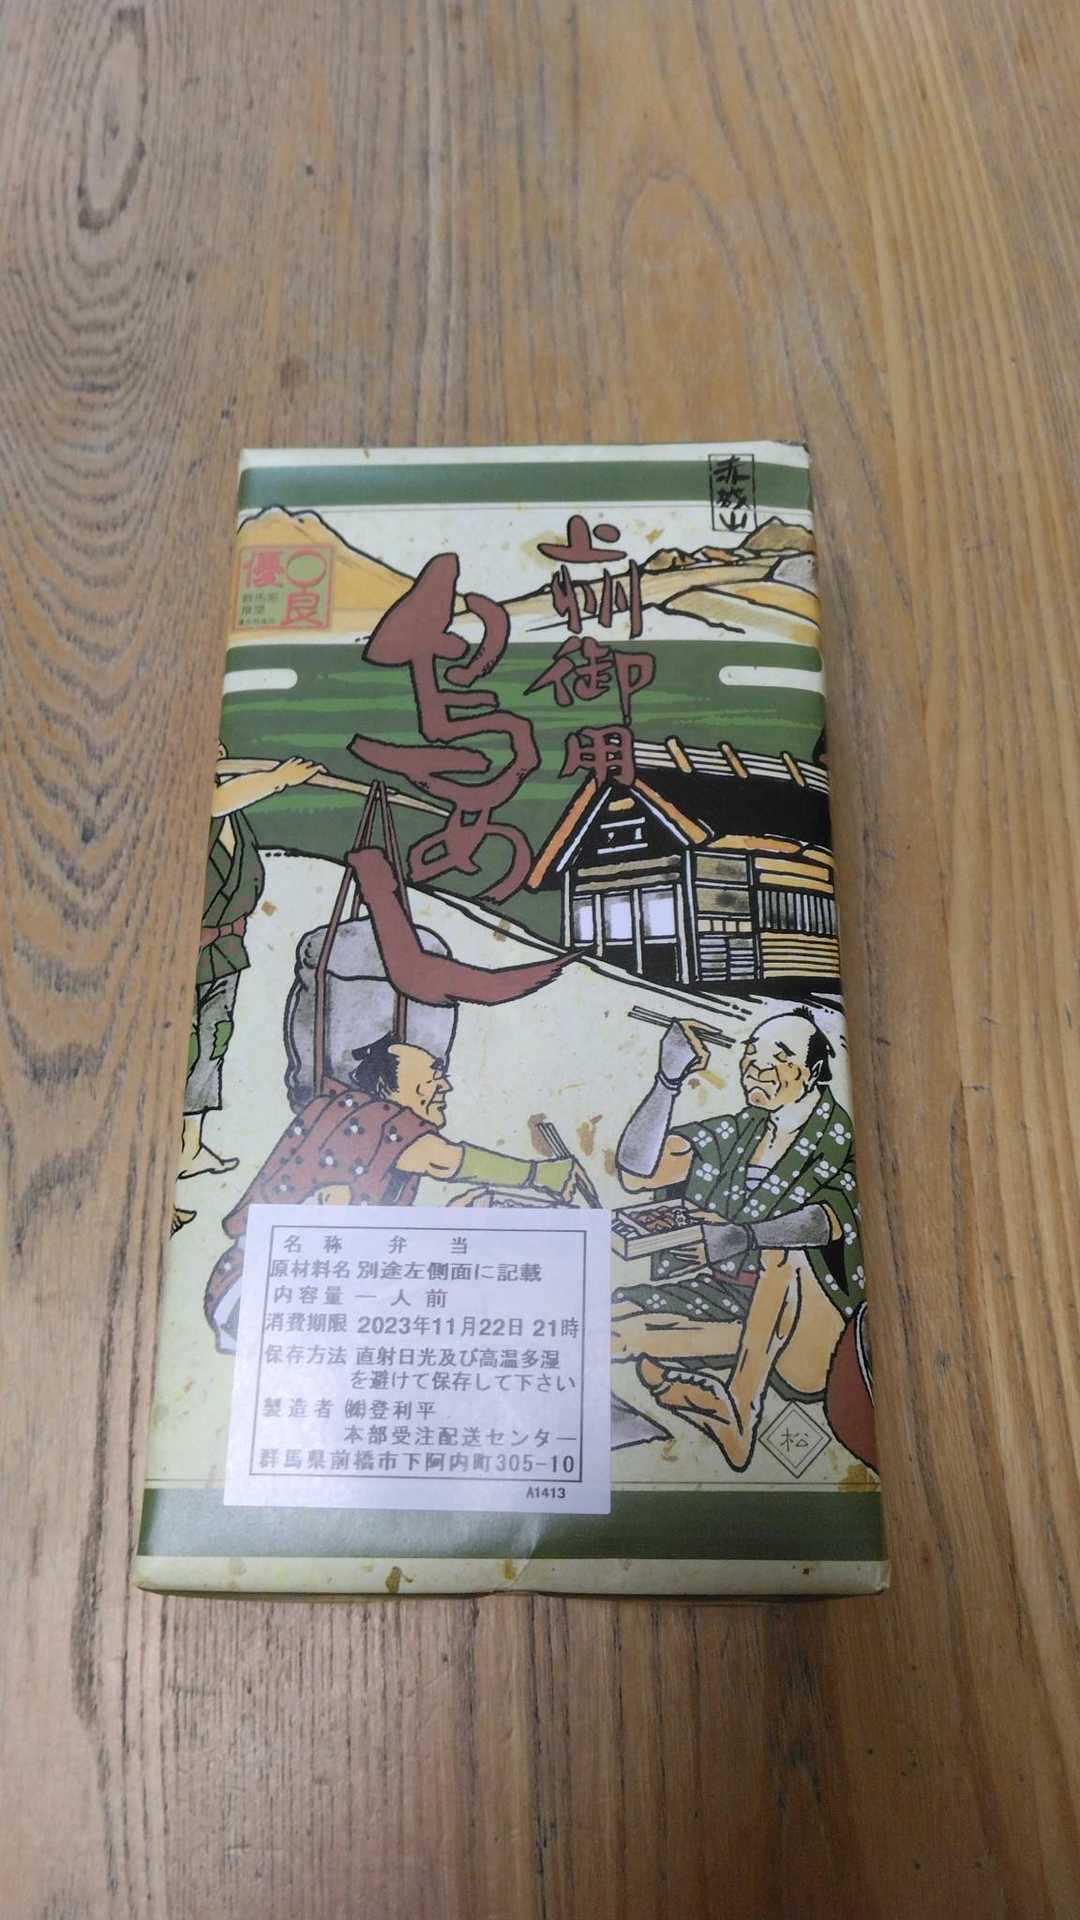 赤城山
上州御用
鳥めし
優良
群馬県
推奨
名称 弁当
原材料名 別途左側面に記載
内容量 一人前
消費期限 2023年11月22日 21時
保存方法 直射日光及び高温多湿
を避けて保存して下さい
製造者 ㈱登利平
本部受注配送センター
群馬県前橋市下阿内町305-10
A1413
松